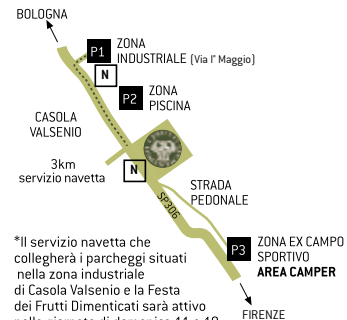 BOLOGNA
P1
ZONA
INDUSTRIALE (Via I° Maggio)
N
P2
ZONA
PISCINA
CASOLA
VALSENIO
3km
servizio navetta
N
STRADA
PEDONALE
SP306
P3
ZONA EX CAMPO
SPORTIVO
AREA CAMPER
*Il servizio navetta che
collegherà i parcheggi situati
nella zona industriale
di Casola Valsenio e la Festa
dei Frutti Dimenticati sarà attivo
FIRENZE